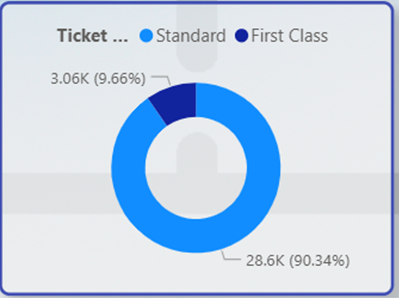 Ticket ... Standard First Class
3.06K (9.66%)
28.6K (90.34%)